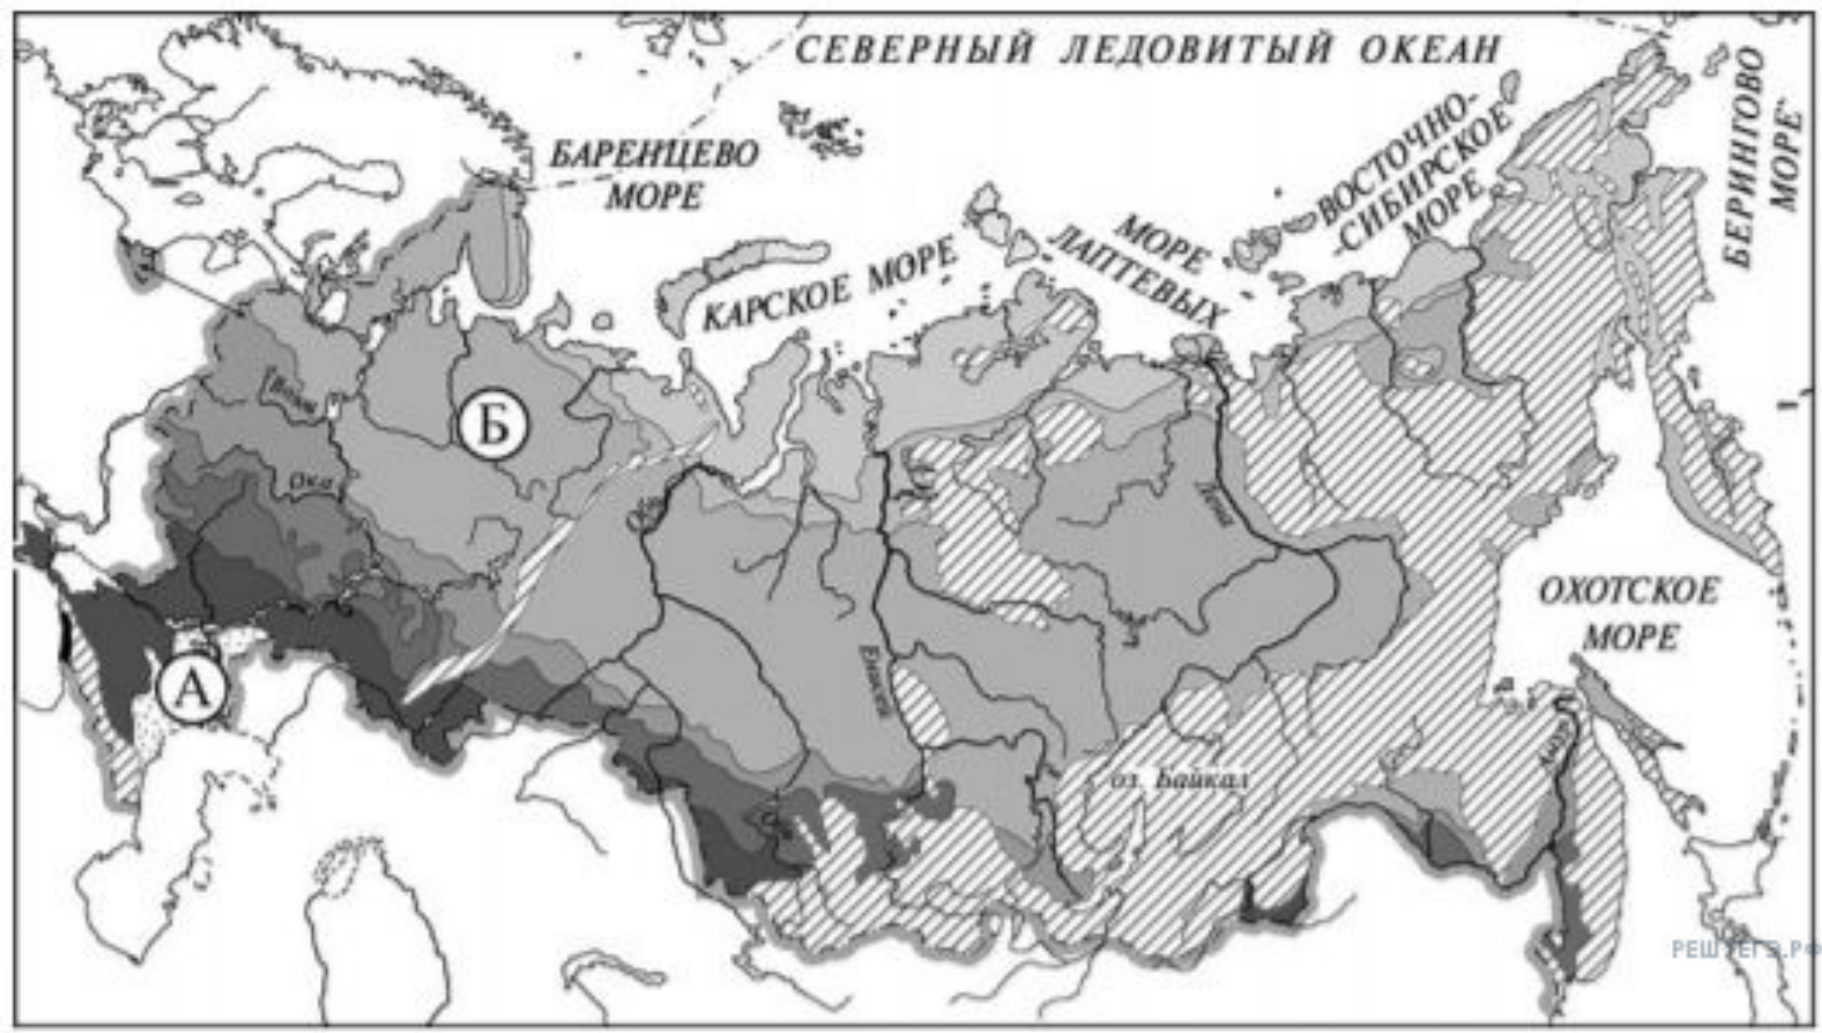 СЕВЕРНЫЙ ЛЕДОВИТЫЙ ОКЕАН
БАРЕНЦЕВО
МОРЕ
КАРСКОЕ МОРЕ
МОРЕ
ЛАПТЕВЫХ
ВОСТОЧНО-
-СИБИРСКОЕ
МОРЕ
БЕРИНГОВО
МОРЕ
Б
Волга
Ока
Обь
Лена
Енисей
ОХОТСКОЕ
МОРЕ
А
оз. Байкал
РЕШУЕГЭ.РФ